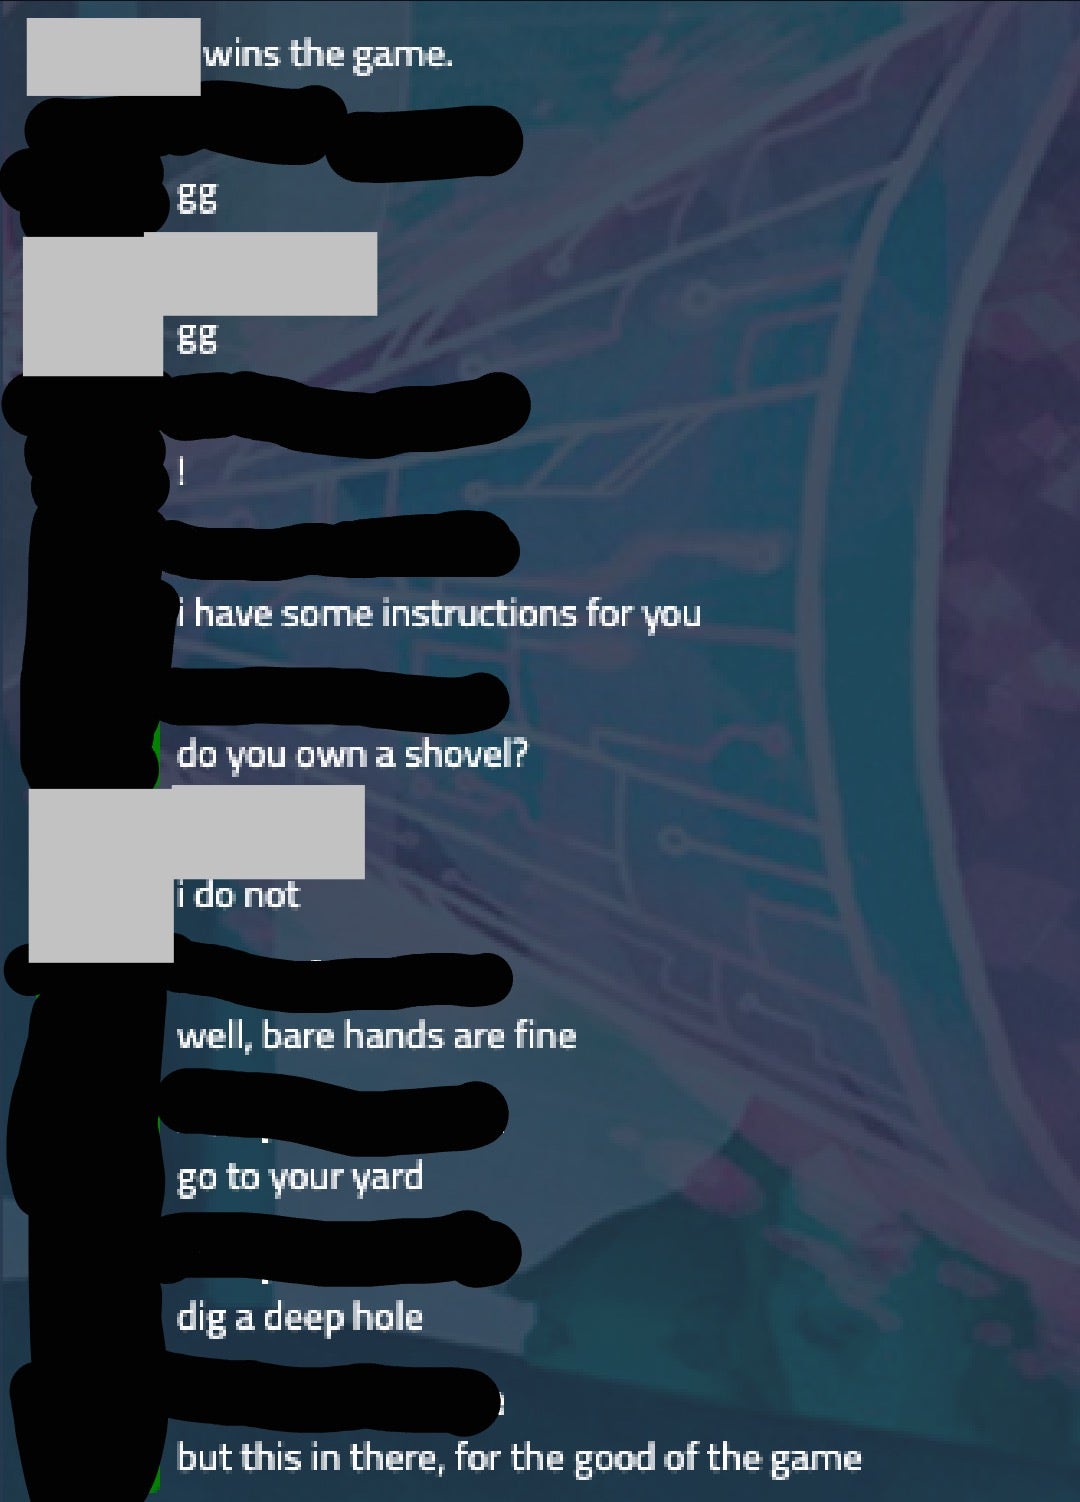 wins the game.
gg
gg
!
i have some instructions for you
do you own a shovel?
i do not
well, bare hands are fine
go to your yard
dig a deep hole
but this in there, for the good of the game